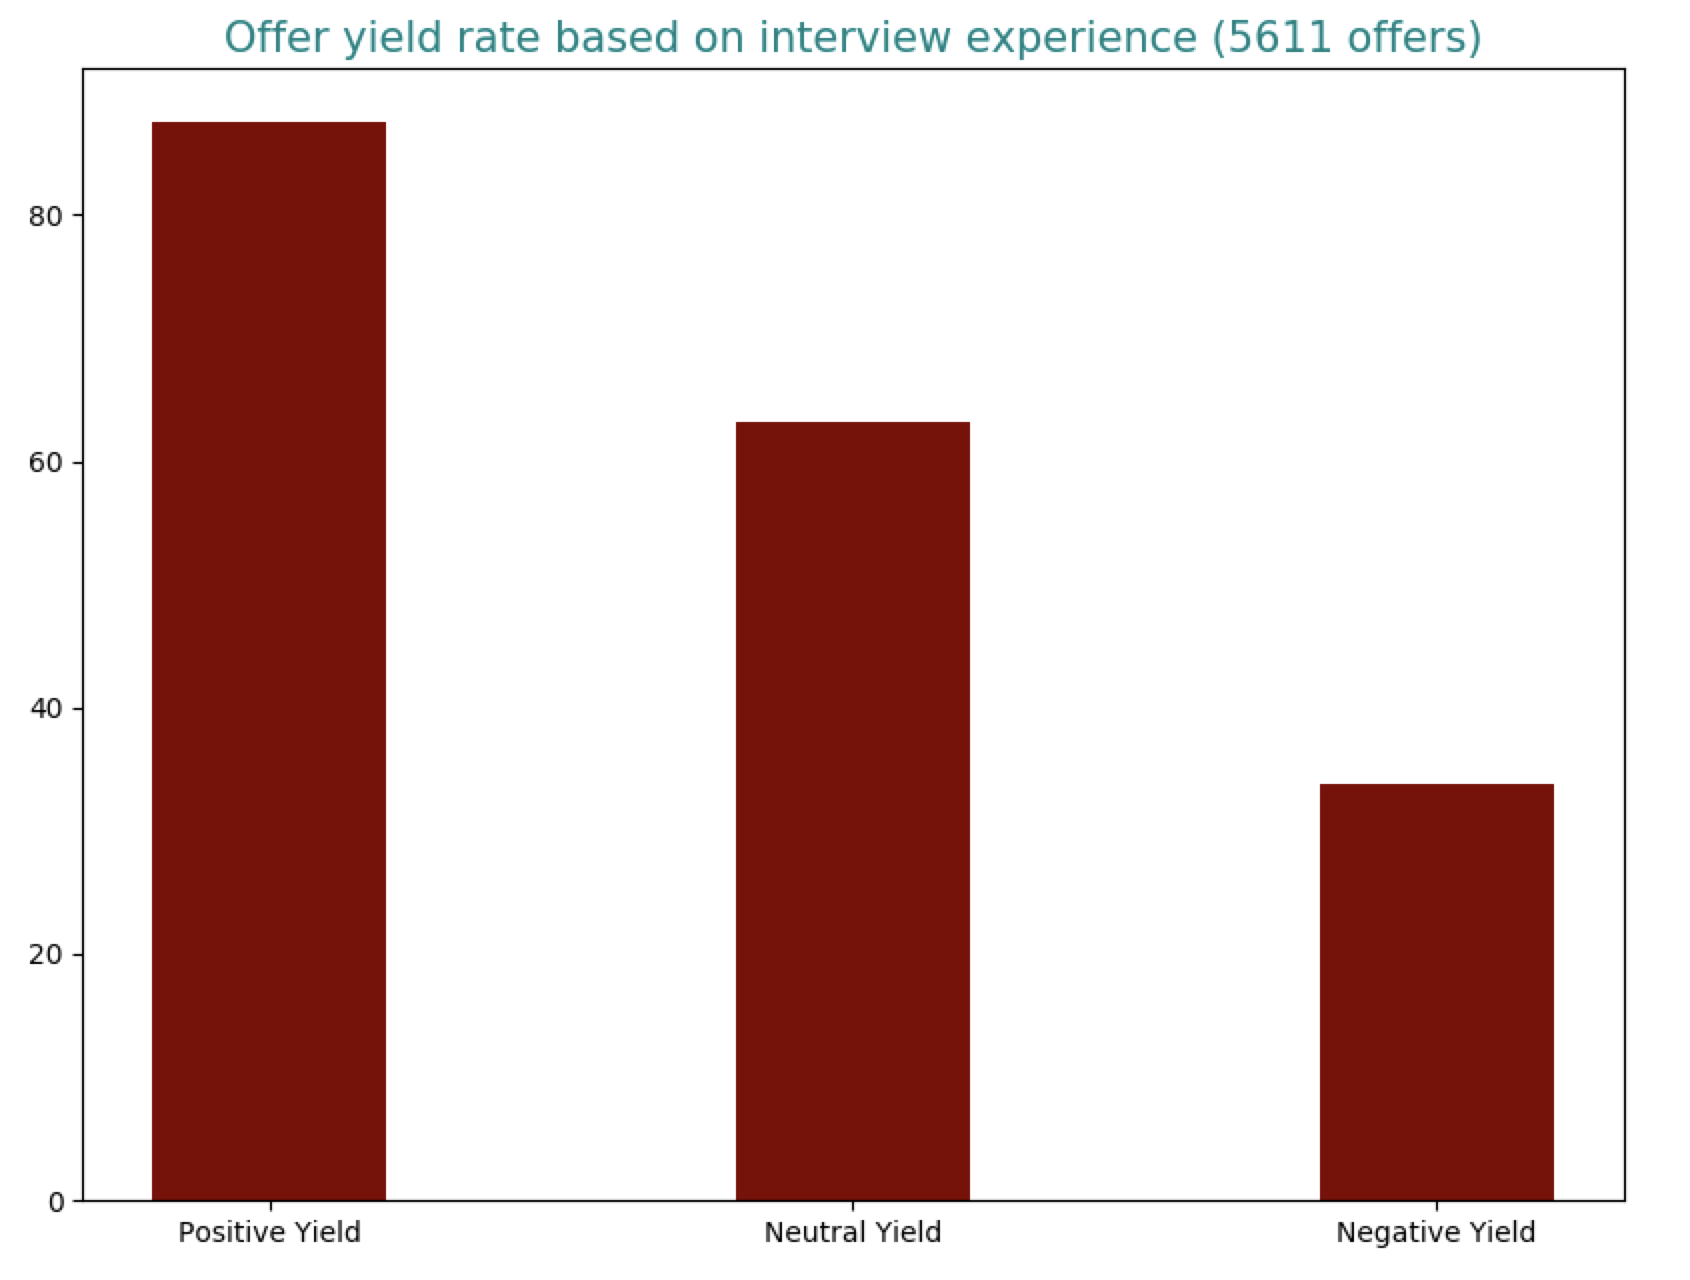 Offer yield rate based on interview experience (5611 offers)
80
60
40
20
0
Positive Yield Neutral Yield Negative Yield